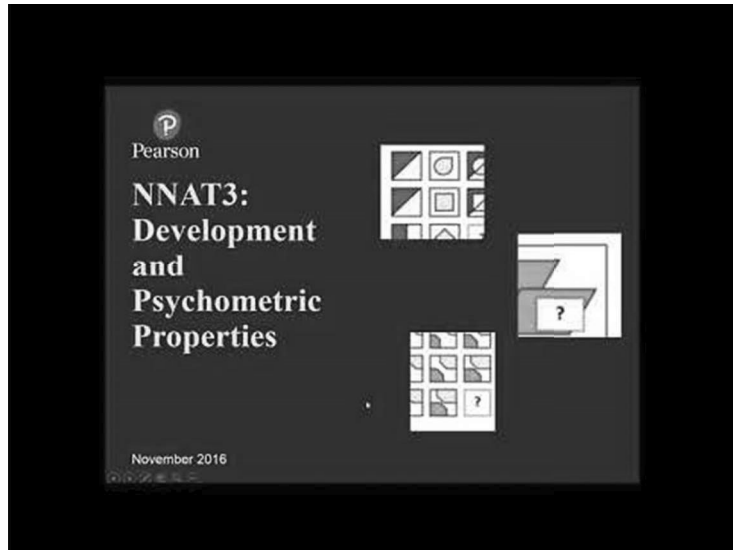 Pearson
NNAT3:
Development
and
Psychometric
Properties
?
?
November 2016